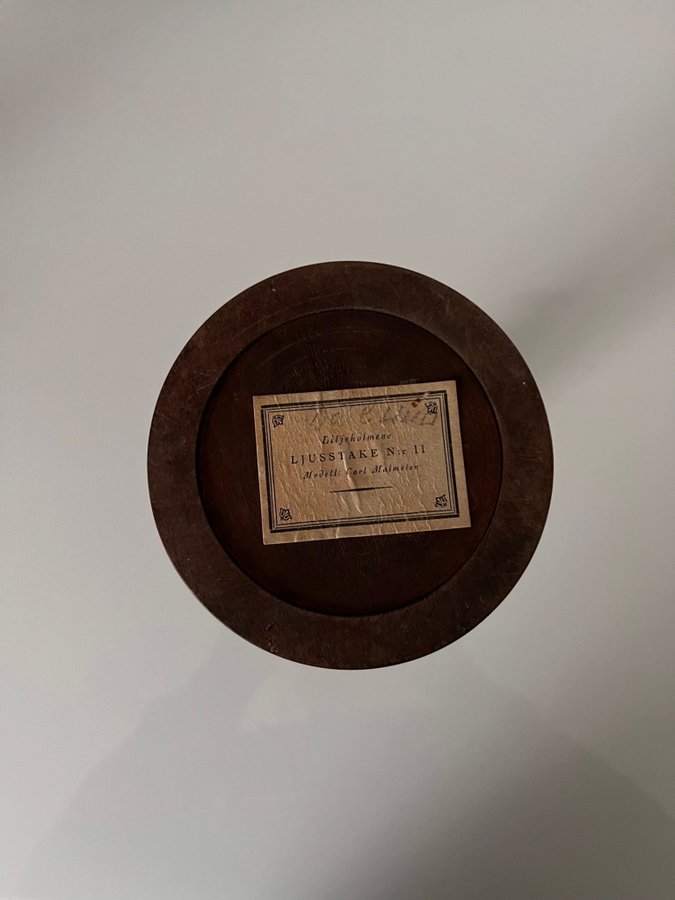 Liljeholmens
LJUSSTAKE N:r 11
Modell: Carl Malmsten